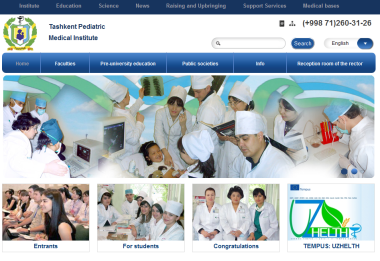 Institute Education Science News Raising and Upbringing Support Services Medical bases
Tashkent Pediatric
Medical Institute
(+998 71)260-31-26
Search English
Home Faculties Pre-university education Public societies Info Reception room of the rector
UZHELTH
Entrants For students Congratulations TEMPUS: UZHELTH